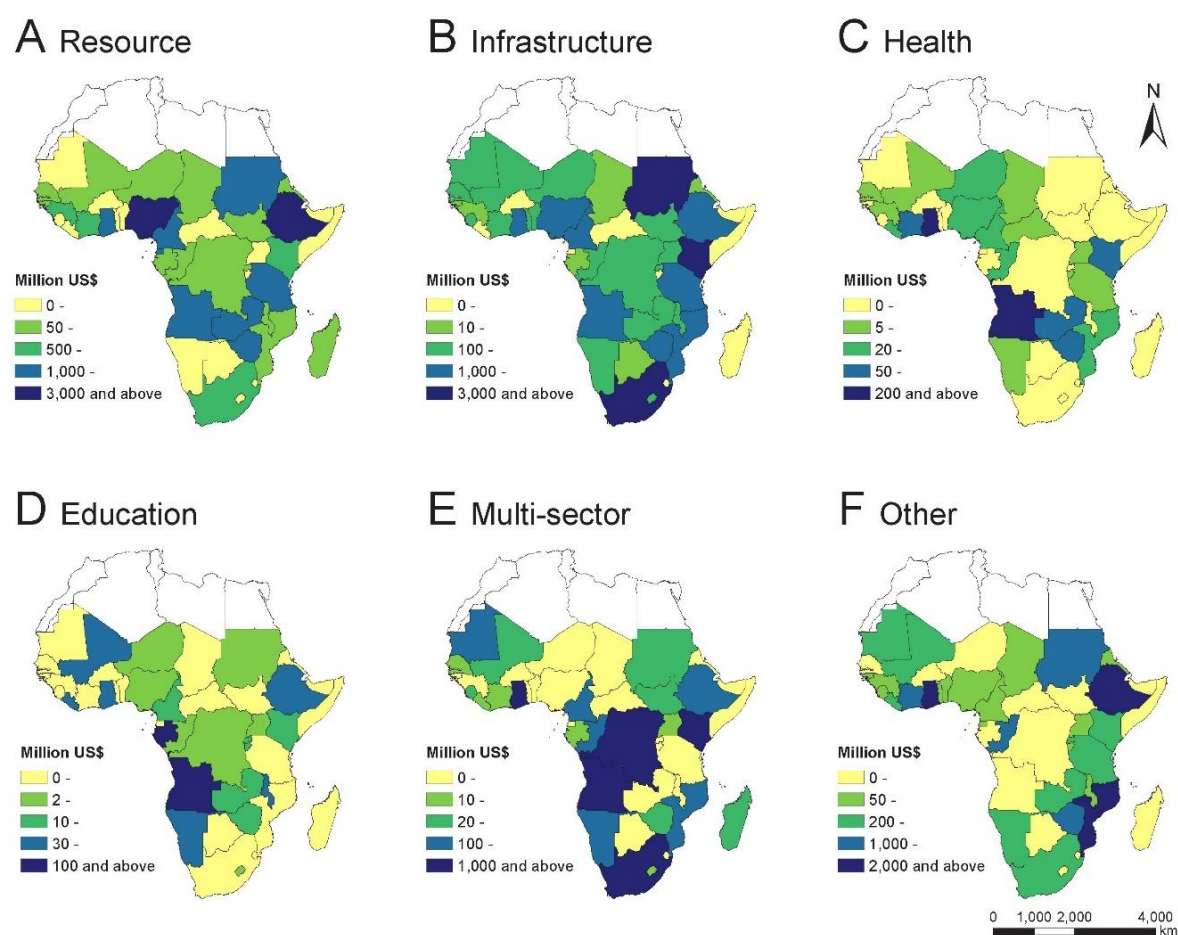 A Resource
B Infrastructure
C Health
N
Million US$
0 -
50 -
500 -
1,000 -
3,000 and above
Million US$
0 -
10 -
100 -
1,000 -
3,000 and above
Million US$
0 -
5 -
20 -
50 -
200 and above
D Education
E Multi-sector
F Other
Million US$
0 -
2 -
10 -
30 -
100 and above
Million US$
0 -
10 -
20 -
100 -
1,000 and above
Million US$
0 -
50 -
200 -
1,000 -
2,000 and above
0 1,000 2,000 4,000
km